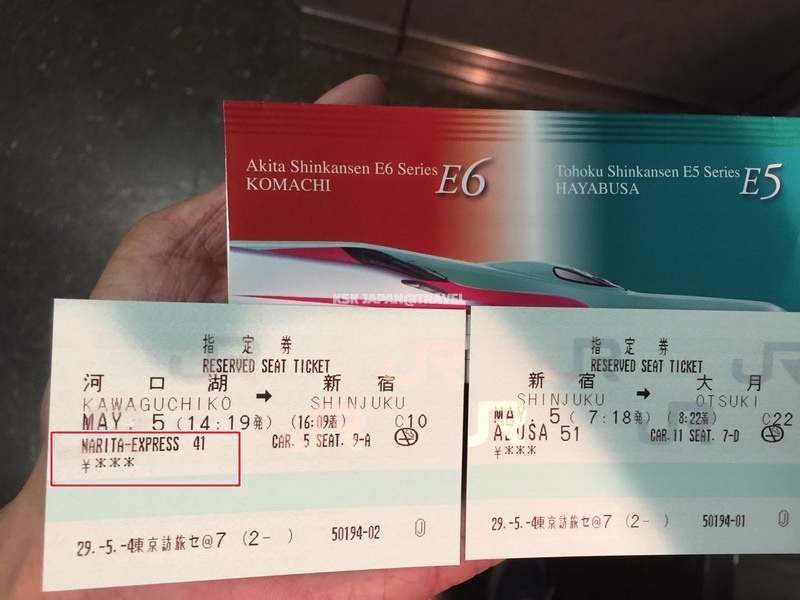 Akita Shinkansen E6 Series E6
KOMACHI
Tohoku Shinkansen E5 Series E5
HAYABUSA
KSK JAPAN@TRAVEL
指定券
RESERVED SEAT TICKET
河口湖 ➡ 新宿
KAWAGUCHIKO SHINJUKU
MAY. 5 (14:19発) (16:09着) C10
NARITA-EXPRESS 41 CAR. 5 SEAT. 9-A
¥***
29.-5.-4東京訪旅セ@7 (2- ) 50194-02
指定券
RESERVED SEAT TICKET
新宿 ➡ 大月
SHINJUKU OTSUKI
MAY. 5 (7:18発) (8:22着) C22
AZUSA 51 CAR. 11 SEAT. 7-D
¥***
29.-5.-4東京訪旅セ@7 (2- ) 50194-01